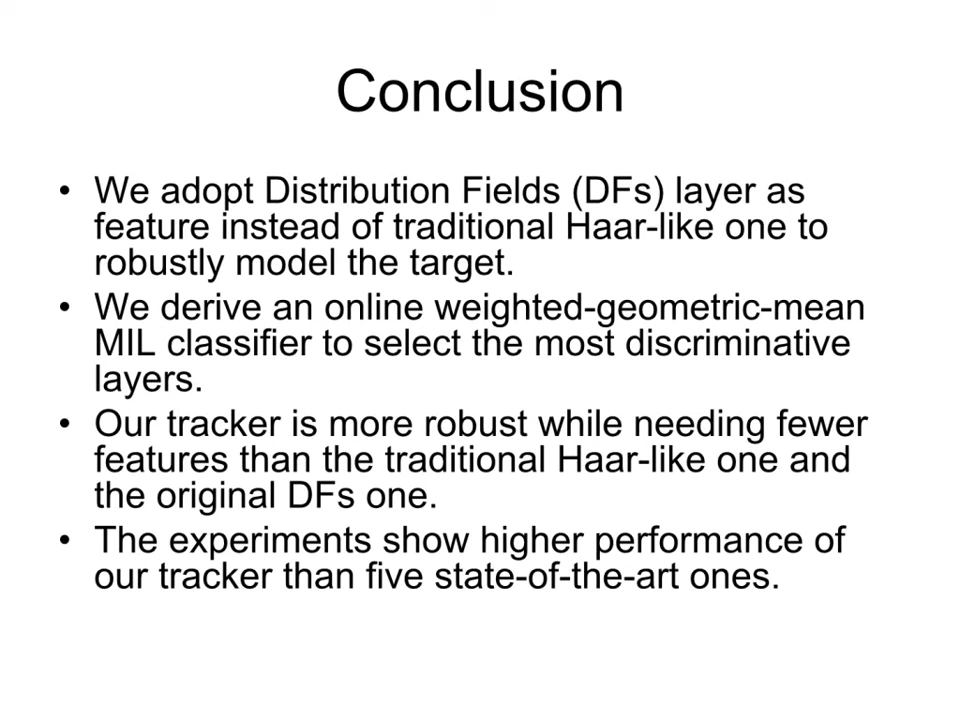 Conclusion
• We adopt Distribution Fields (DFs) layer as
feature instead of traditional Haar-like one to
robustly model the target.
• We derive an online weighted-geometric-mean
MIL classifier to select the most discriminative
layers.
• Our tracker is more robust while needing fewer
features than the traditional Haar-like one and
the original DFs one.
• The experiments show higher performance of
our tracker than five state-of-the-art ones.